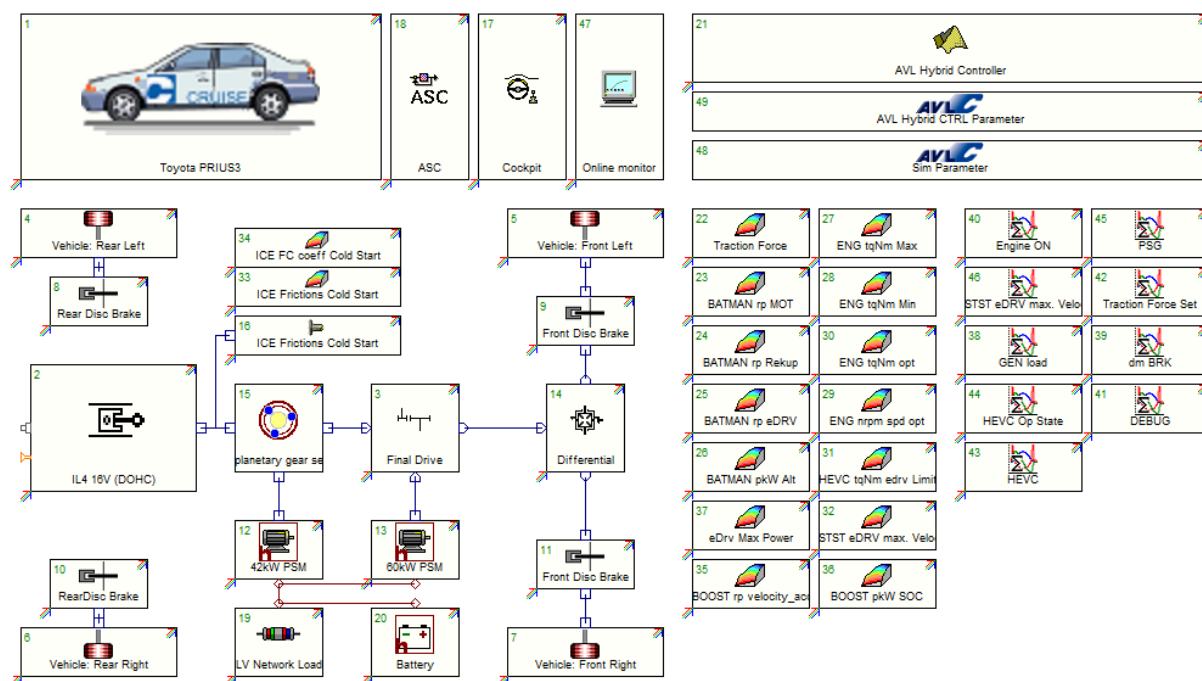 1
CRUISE
Toyota PRIUS3
18
ASC
ASC
17
Cockpit
47
Online monitor
21
AVL Hybrid Controller
49
AVL
AVL Hybrid CTRL Parameter
48
AVL
Sim Parameter
4
Vehicle: Rear Left
8
Rear Disc Brake
34
ICE FC coeff Cold Start
33
ICE Frictions Cold Start
16
ICE Frictions Cold Start
5
Vehicle: Front Left
9
Front Disc Brake
2
IL4 16V (DOHC)
15
planetary gear se
3
Final Drive
14
Differential
12
42kW PSM
13
60kW PSM
11
Front Disc Brake
10
RearDisc Brake
6
Vehicle: Rear Right
19
LV Network Load
20
Battery
7
Vehicle: Front Right
22
Traction Force
27
ENG tqNm Max
23
BATMAN rp MOT
28
ENG tqNm Min
24
BATMAN rp Rekup
30
ENG tqNm opt
25
BATMAN rp eDRV
29
ENG nrpm spd opt
26
BATMAN pkW Alt
31
HEVC tqNm edrv Limit
37
eDrv Max Power
32
STST eDRV max. Velo
35
BOOST rp velocity_acc
36
BOOST pkW SOC
40
Engine ON
45
PSG
46
STST eDRV max. Velo
42
Traction Force Set
38
GEN load
39
dm BRK
44
HEVC Op State
41
DEBUG
43
HEVC